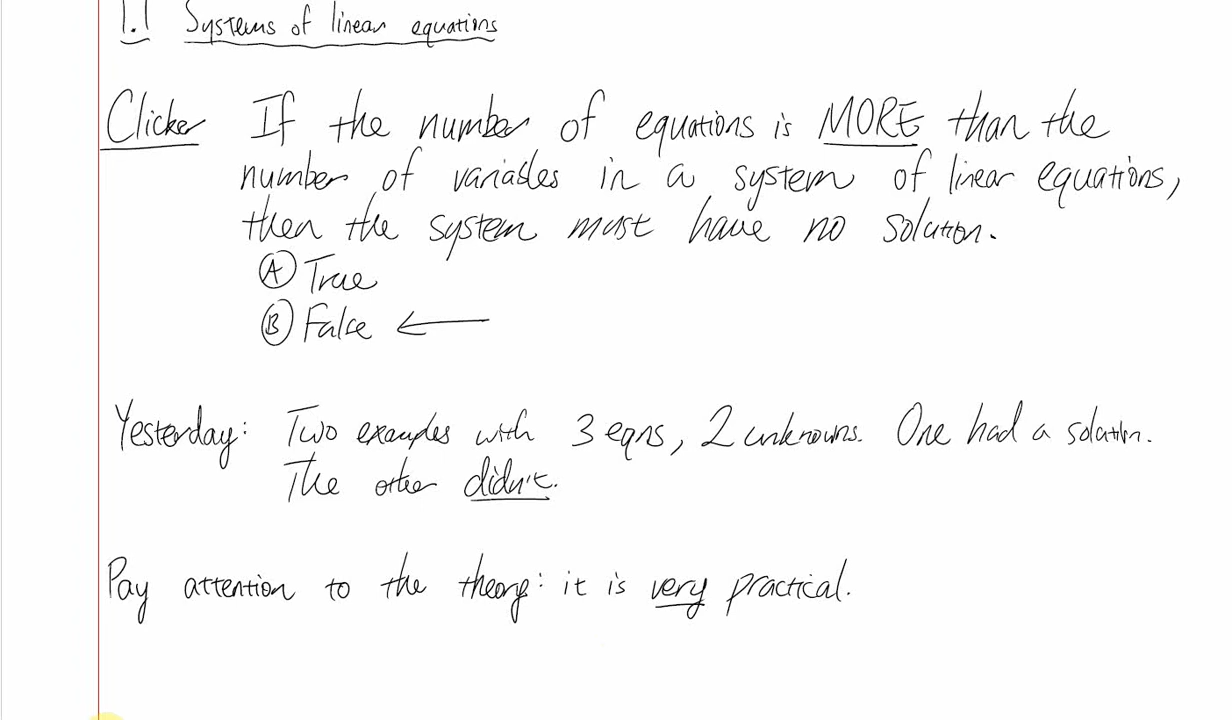 1.1 Systems of linear equations
Clicker If the number of equations is MORE than the
number of variables in a system of linear equations,
then the system must have no solution.
Ⓐ True
Ⓑ False ←
Yesterday: Two examples with 3 eqns, 2 unknowns. One had a solution.
The other didn't.
Pay attention to the theory: it is very practical.